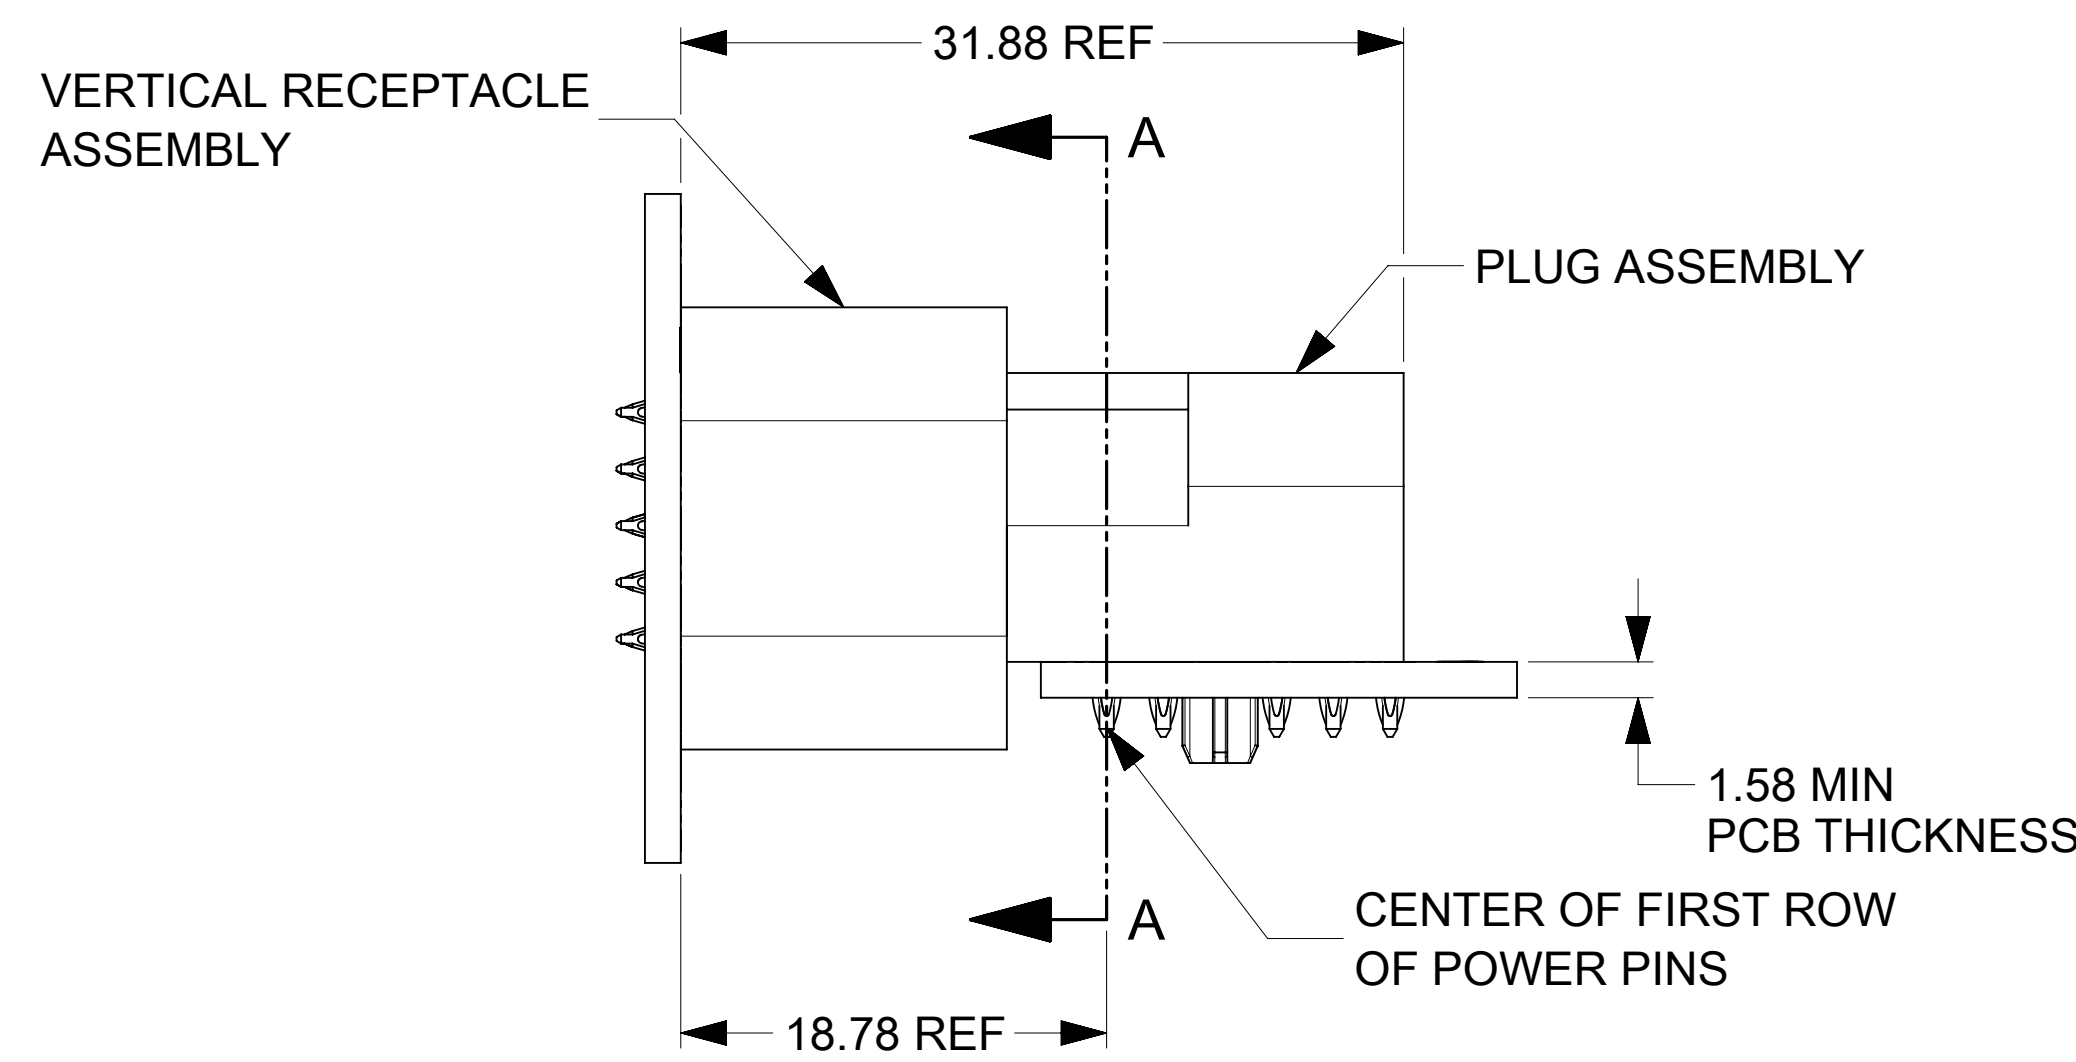 31.88 REF
VERTICAL RECEPTACLE
ASSEMBLY
A
PLUG ASSEMBLY
1.58 MIN
PCB THICKNESS
CENTER OF FIRST ROW
OF POWER PINS
A
18.78 REF